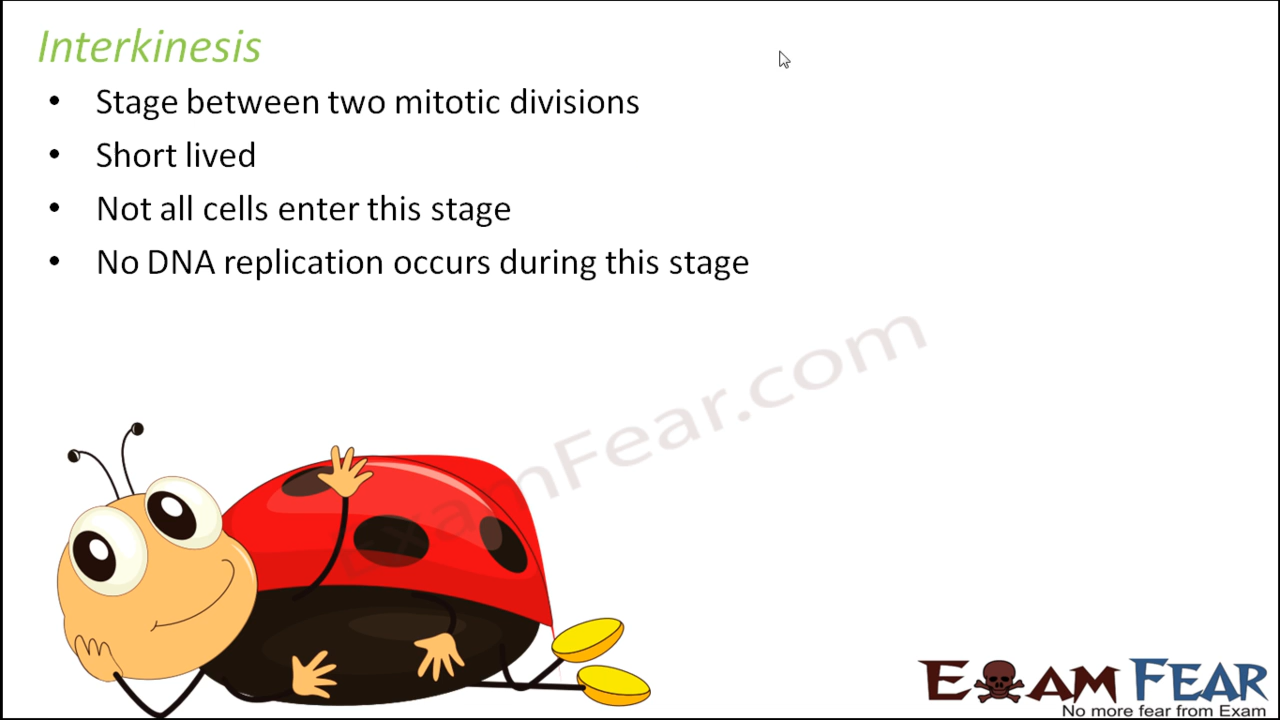 Interkinesis
• Stage between two mitotic divisions
• Short lived
• Not all cells enter this stage
• No DNA replication occurs during this stage
ExamFear.com
EXAM FEAR
No more fear from Exam